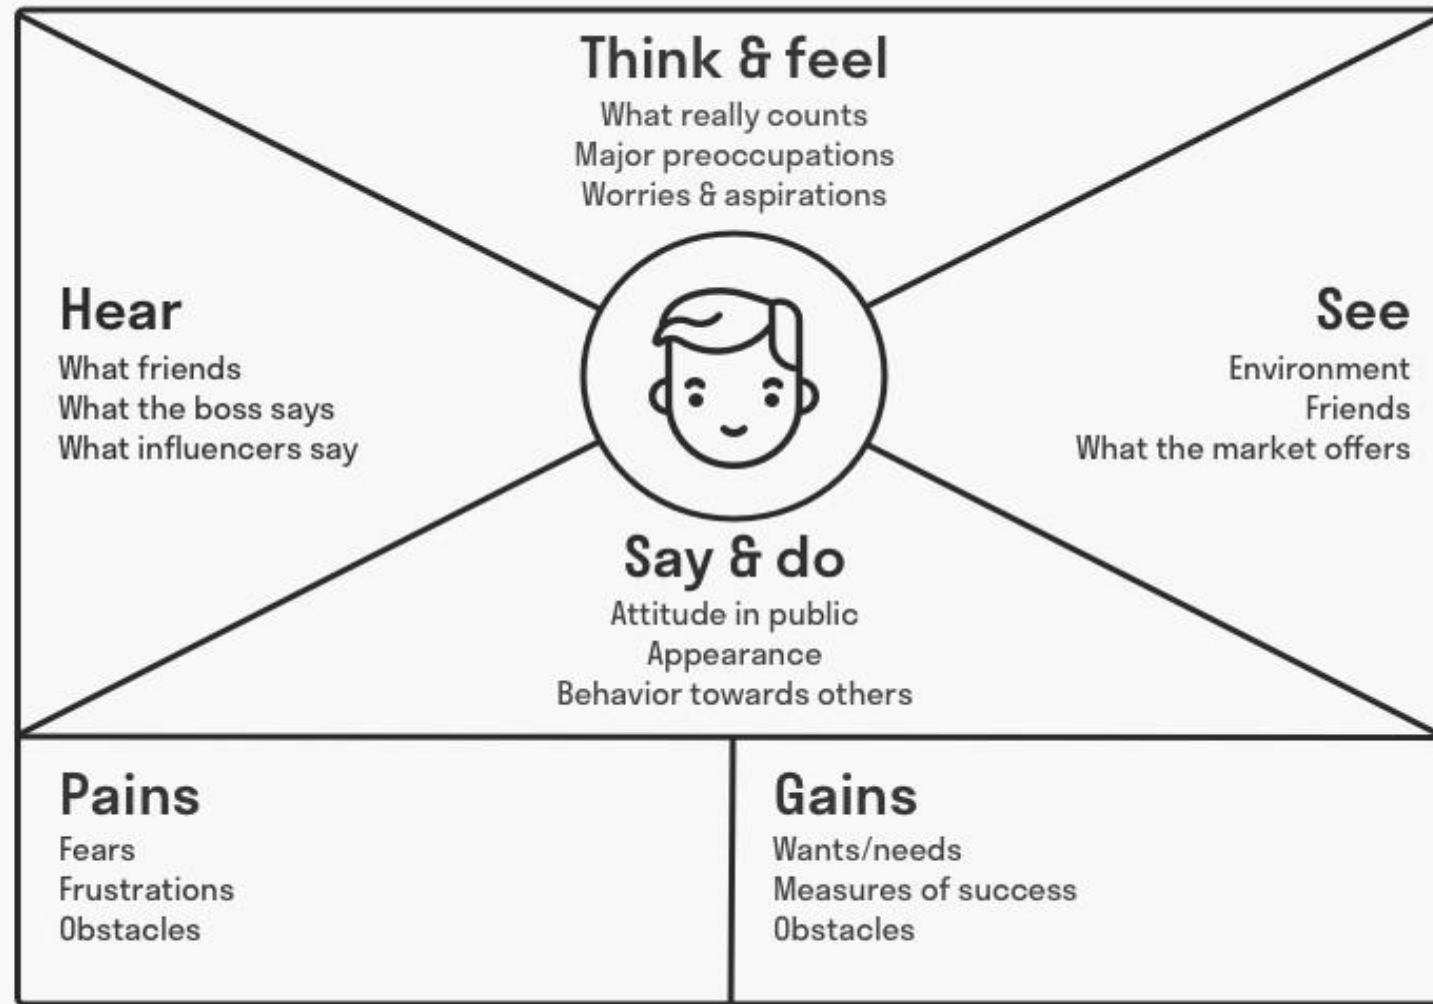 Think & feel
What really counts
Major preoccupations
Worries & aspirations
Hear
What friends
What the boss says
What influencers say
See
Environment
Friends
What the market offers
Say & do
Attitude in public
Appearance
Behavior towards others
Pains
Fears
Frustrations
Obstacles
Gains
Wants/needs
Measures of success
Obstacles